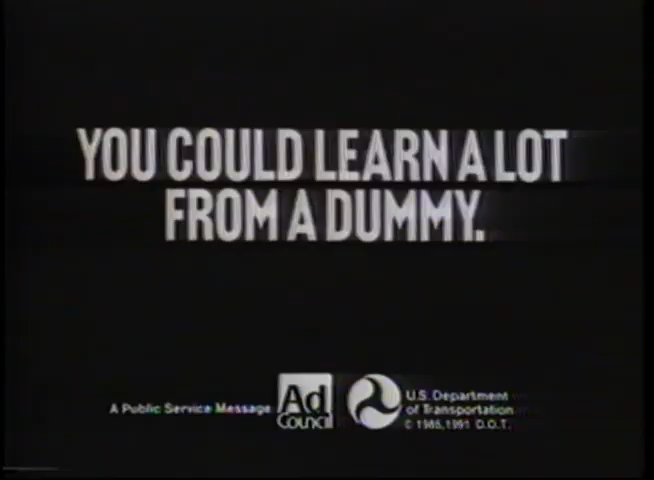 YOU COULD LEARN A LOT
FROM A DUMMY.
A Public Service Message
Ad
Council
U.S. Department
of Transportation
© 1985, 1991 D.O.T.